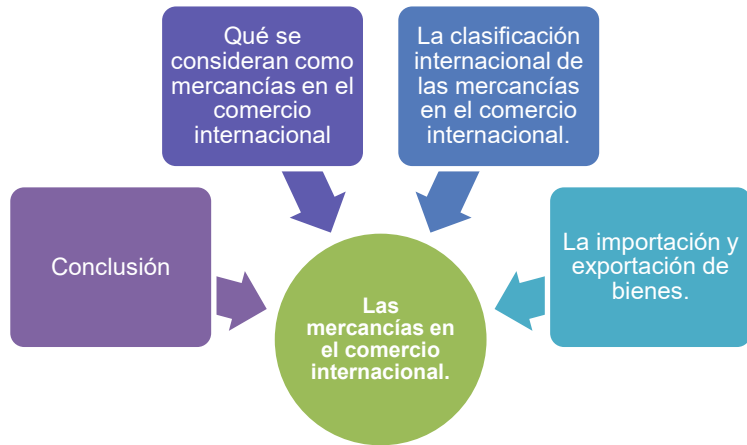 Qué se
consideran como
mercancías en el
comercio
internacional
La clasificación
internacional de
las mercancías
en el comercio
internacional.
Conclusión
La importación y
exportación de
bienes.
Las
mercancías en
el comercio
internacional.